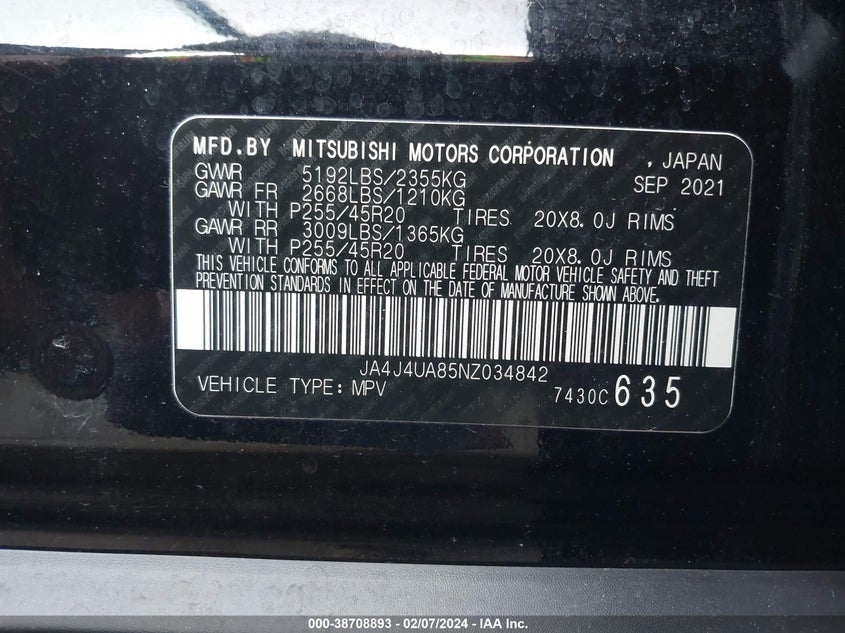 MFD.BY MITSUBISHI MOTORS CORPORATION , JAPAN
GVWR 5192LBS/2355KG SEP 2021
GAWR FR 2668LBS/1210KG
WITH P255/45R20 TIRES 20X8.0J RIMS
GAWR RR 3009LBS/1365KG
WITH P255/45R20 TIRES 20X8.0J RIMS
THIS VEHICLE CONFORMS TO ALL APPLICABLE FEDERAL MOTOR VEHICLE SAFETY AND THEFT
PREVENTION STANDARDS IN EFFECT ON THE DATE OF MANUFACTURE SHOWN ABOVE.
JA4J4UA85NZ034842
VEHICLE TYPE: MPV 7430C 635
000-38708893 - 02/07/2024 - IAA Inc.